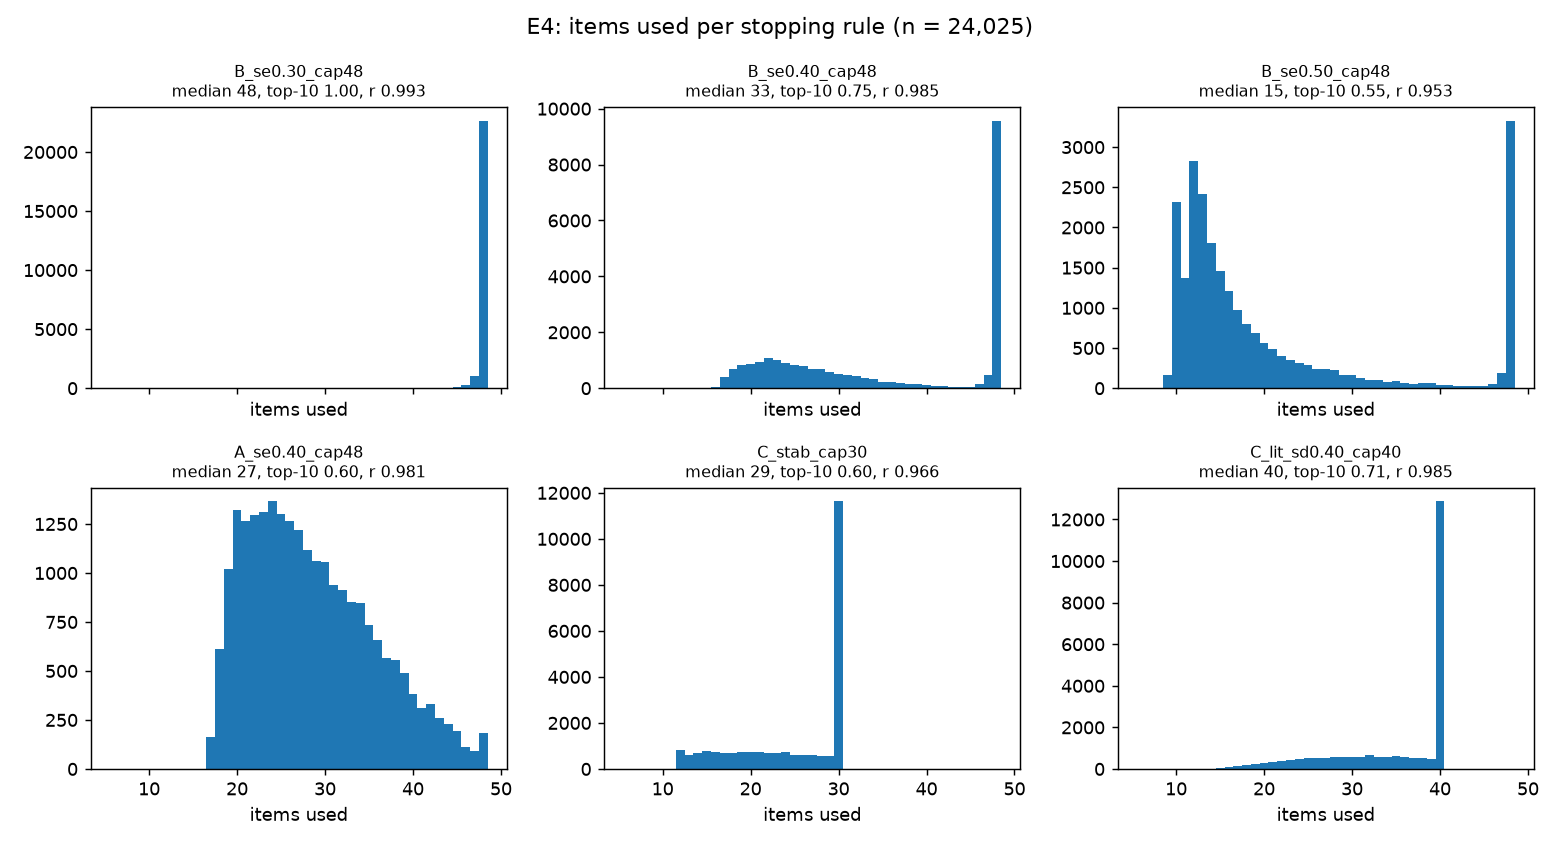 E4: items used per stopping rule (n = 24,025)
B_se0.30_cap48
median 48, top-10 1.00, r 0.993
20000
15000
10000
5000
0
items used
B_se0.40_cap48
median 33, top-10 0.75, r 0.985
10000
8000
6000
4000
2000
0
items used
B_se0.50_cap48
median 15, top-10 0.55, r 0.953
3000
2500
2000
1500
1000
500
0
items used
A_se0.40_cap48
median 27, top-10 0.60, r 0.981
1250
1000
750
500
250
0
10 20 30 40 50
items used
C_stab_cap30
median 29, top-10 0.60, r 0.966
12000
10000
8000
6000
4000
2000
0
10 20 30 40 50
items used
C_lit_sd0.40_cap40
median 40, top-10 0.71, r 0.985
12000
10000
8000
6000
4000
2000
0
10 20 30 40 50
items used